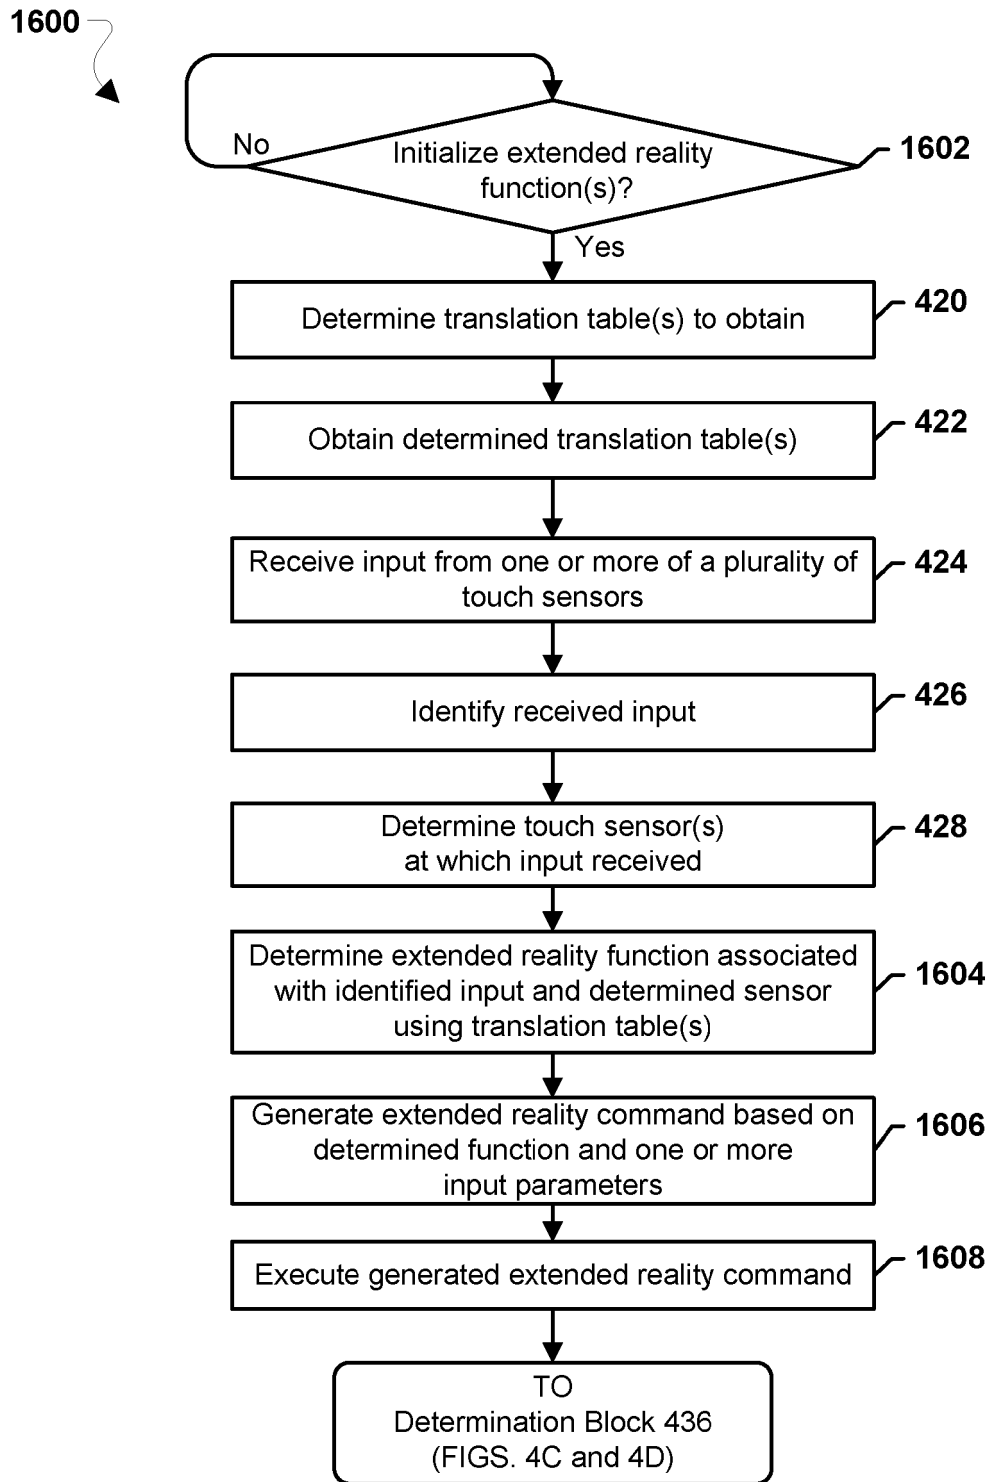 1600
No
Initialize extended reality
function(s)?
1602
Yes
Determine translation table(s) to obtain
420
Obtain determined translation table(s)
422
Receive input from one or more of a plurality of
touch sensors
424
Identify received input
426
Determine touch sensor(s)
at which input received
428
Determine extended reality function associated
with identified input and determined sensor
using translation table(s)
1604
Generate extended reality command based on
determined function and one or more
input parameters
1606
Execute generated extended reality command
1608
TO
Determination Block 436
(FIGS. 4C and 4D)